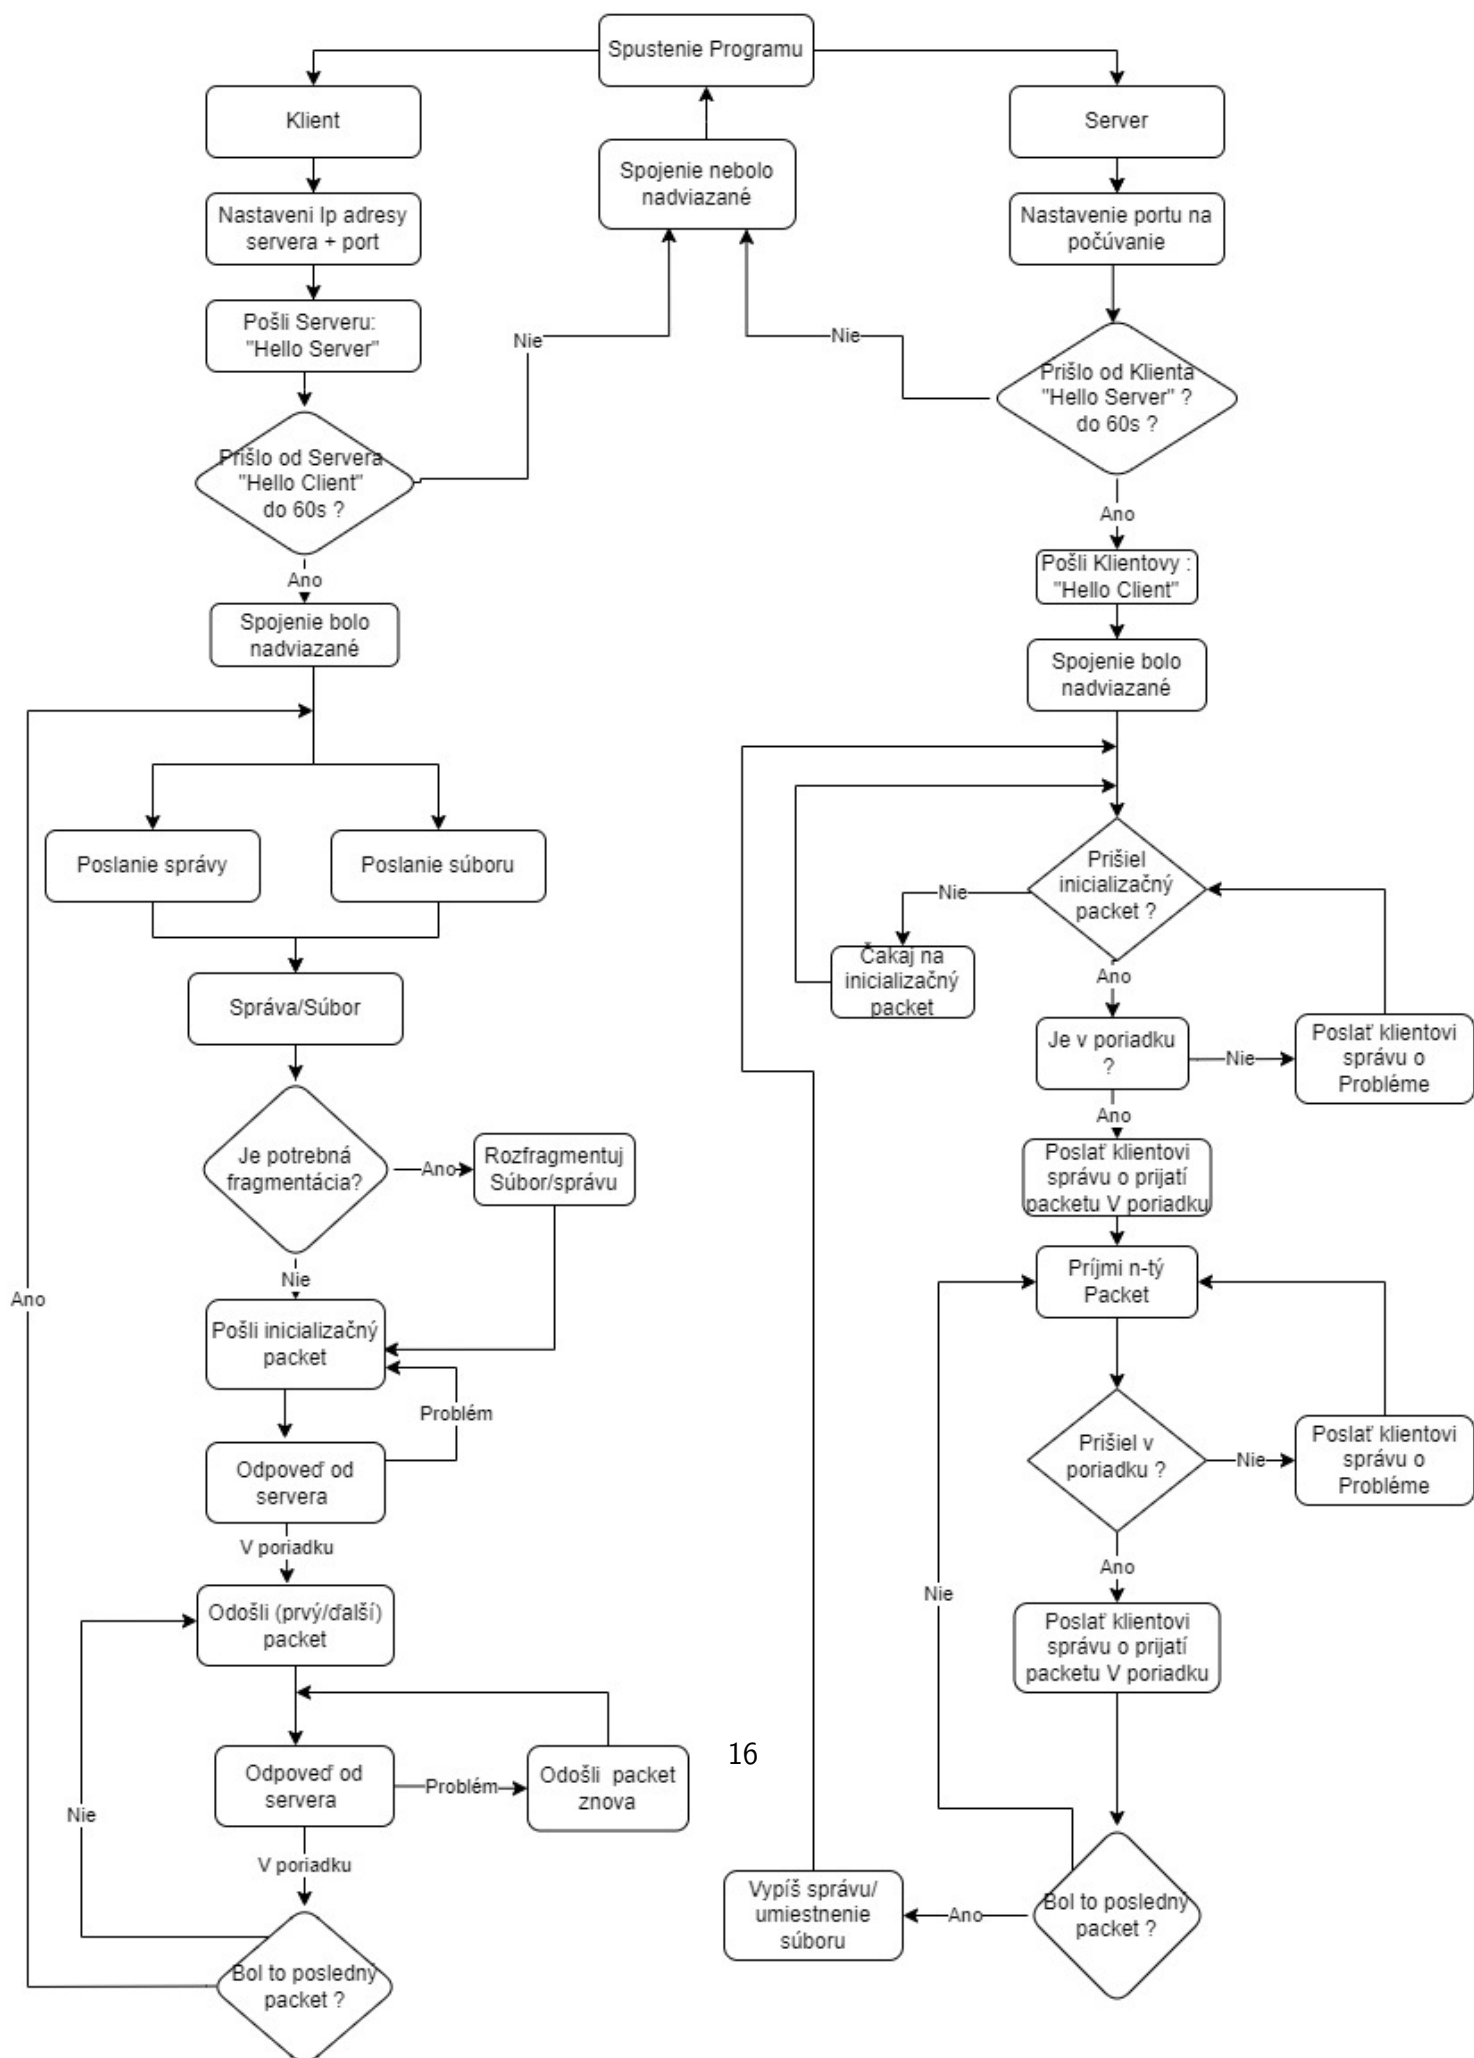 Spustenie Programu
Klient
Server
Spojenie nebolo
nadviazané
Nastaveni Ip adresy
servera + port
Nastavenie portu na
počúvanie
Pošli Serveru:
"Hello Server"
Nie
Nie
Prišlo od Klienta
"Hello Server" ?
do 60s ?
Prišlo od Servera
"Hello Client"
do 60s ?
Ano
Ano
Pošli Klientovy :
"Hello Client"
Spojenie bolo
nadviazané
Spojenie bolo
nadviazané
Poslanie správy
Poslanie súboru
Prišiel
inicializačný
packet ?
Nie
Čakaj na
inicializačný
packet
Ano
Správa/Súbor
Je v poriadku
?
Nie
Poslať klientovi
správu o
Probléme
Ano
Je potrebná
fragmentácia?
Ano
Rozfragmentuj
Súbor/správu
Poslať klientovi
správu o prijatí
packetu V poriadku
Nie
Ano
Príjmi n-tý
Packet
Pošli inicializačný
packet
Problém
Odpoveď od
servera
Prišiel v
poriadku ?
Nie
Poslať klientovi
správu o
Probléme
V poriadku
Ano
Nie
Odošli (prvý/ďalší)
packet
Poslať klientovi
správu o prijatí
packetu V poriadku
16
Odpoveď od
servera
Problém
Odošli packet
znova
Nie
V poriadku
Vypíš správu/
umiestnenie
súboru
Ano
Bol to posledný
packet ?
Bol to posledný
packet ?